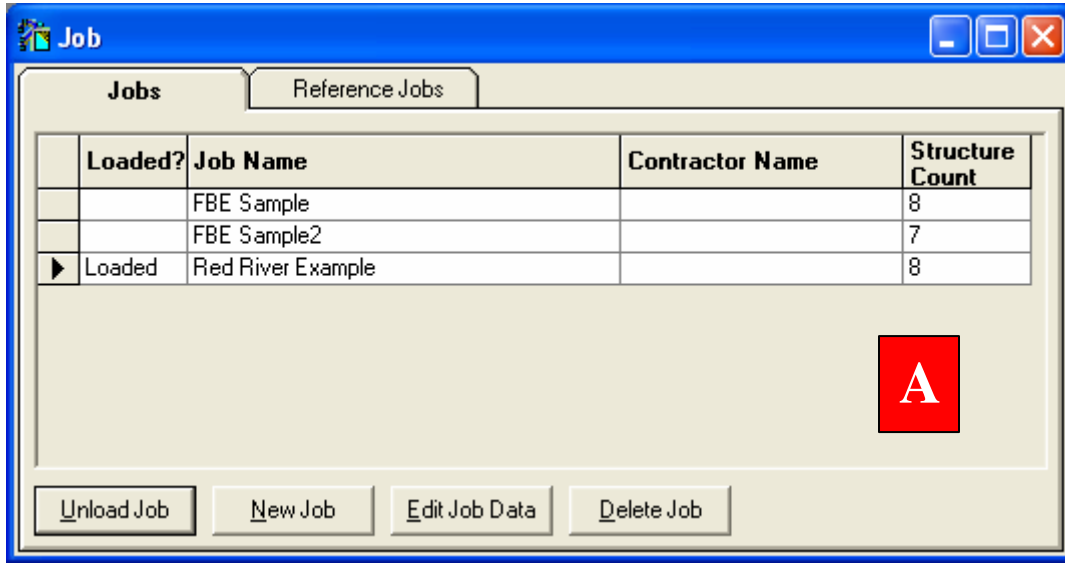 Job
Jobs Reference Jobs
Loaded? Job Name Contractor Name Structure Count
FBE Sample 8
FBE Sample2 7
Loaded Red River Example 8
A
Unload Job New Job Edit Job Data Delete Job